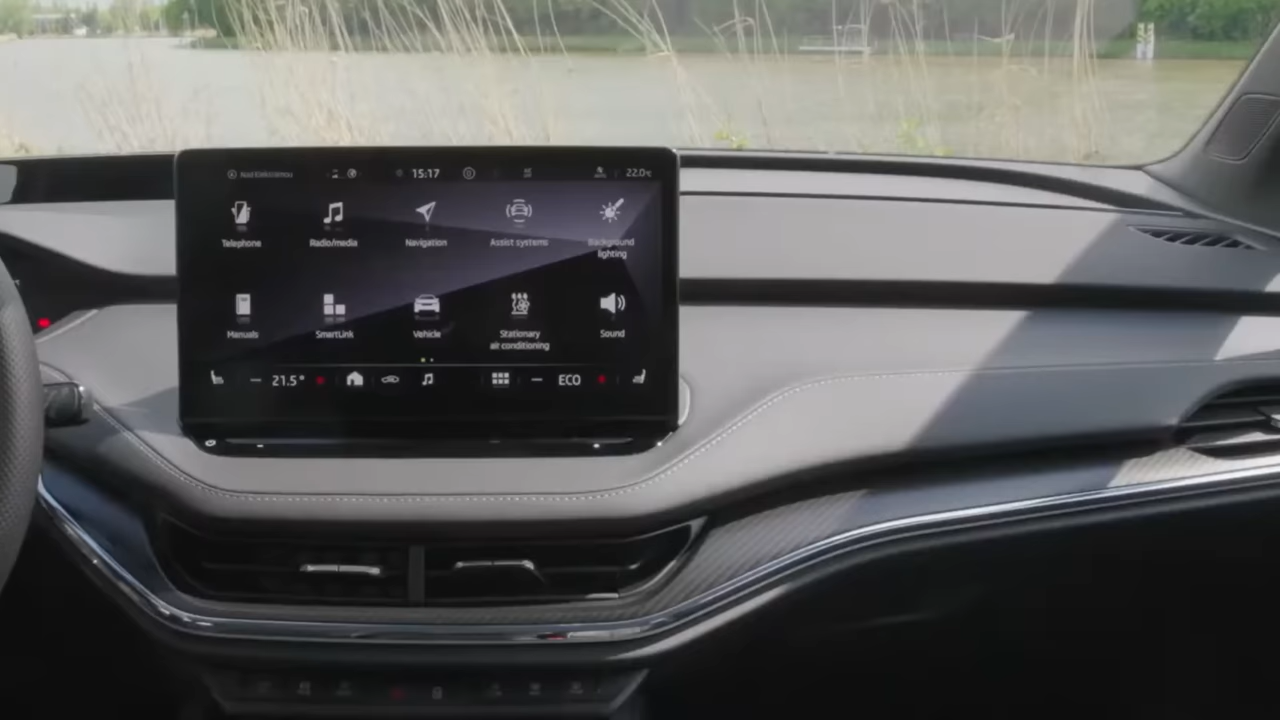 15:17
22.0°C
Telephone
Radio/media
Navigation
Assist systems
Background
lighting
Manuals
SmartLink
Vehicle
Stationary
air conditioning
Sound
21.5°
ECO